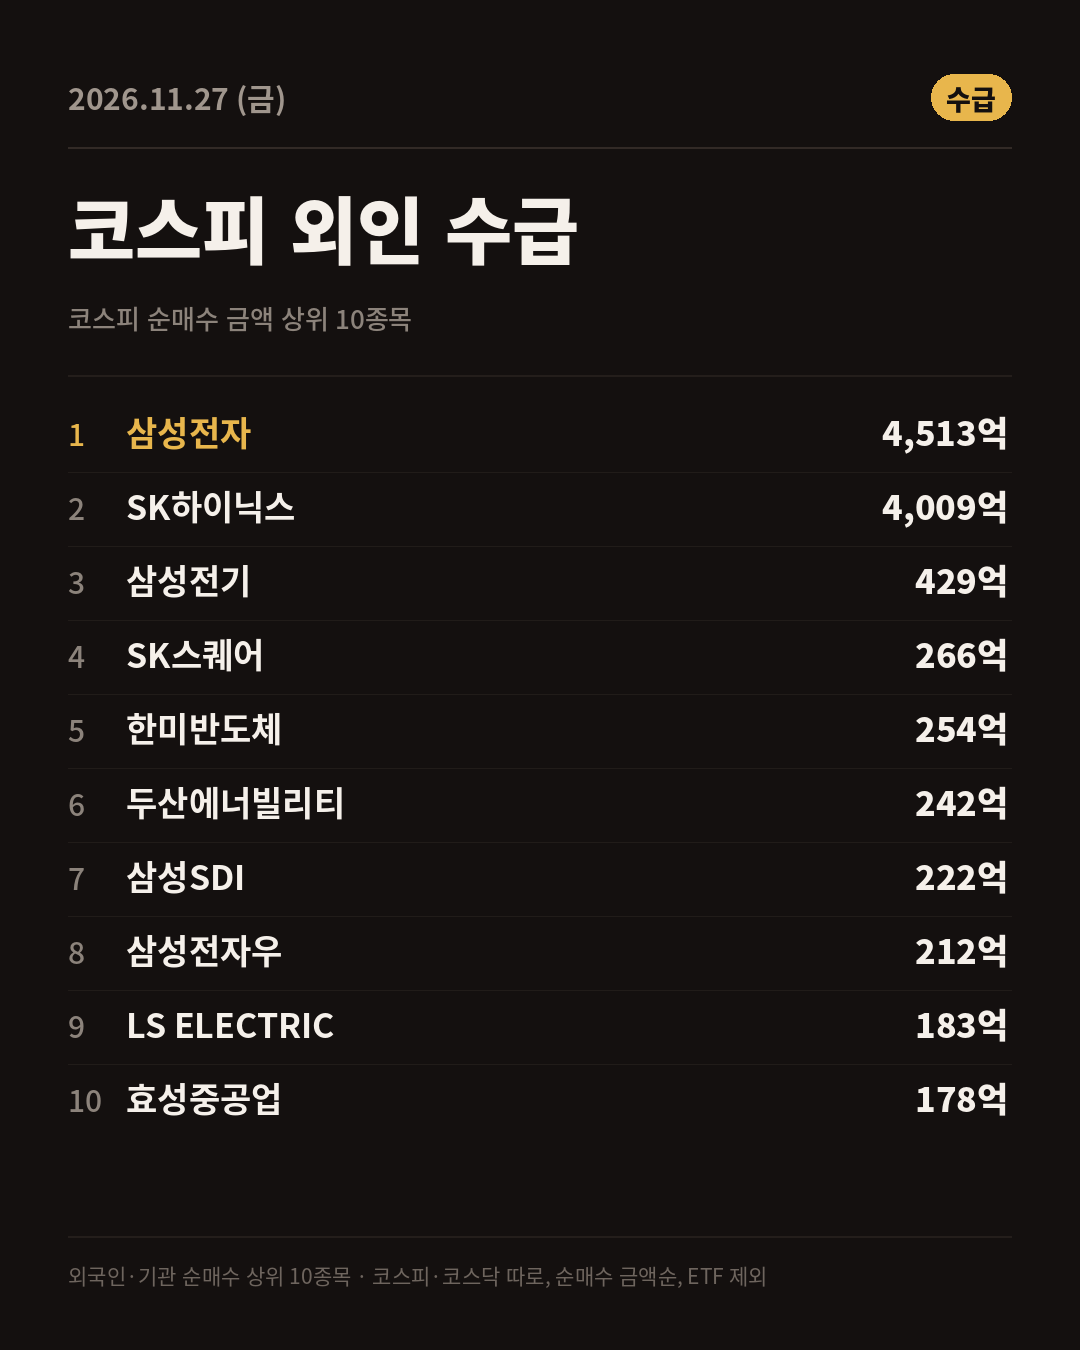 2026.11.27 (금)
수급
코스피 외인 수급
코스피 순매수 금액 상위 10종목
1 삼성전자 4,513억
2 SK하이닉스 4,009억
3 삼성전기 429억
4 SK스퀘어 266억
5 한미반도체 254억
6 두산에너빌리티 242억
7 삼성SDI 222억
8 삼성전자우 212억
9 LS ELECTRIC 183억
10 효성중공업 178억
외국인·기관 순매수 상위 10종목 · 코스피·코스닥 따로, 순매수 금액순, ETF 제외